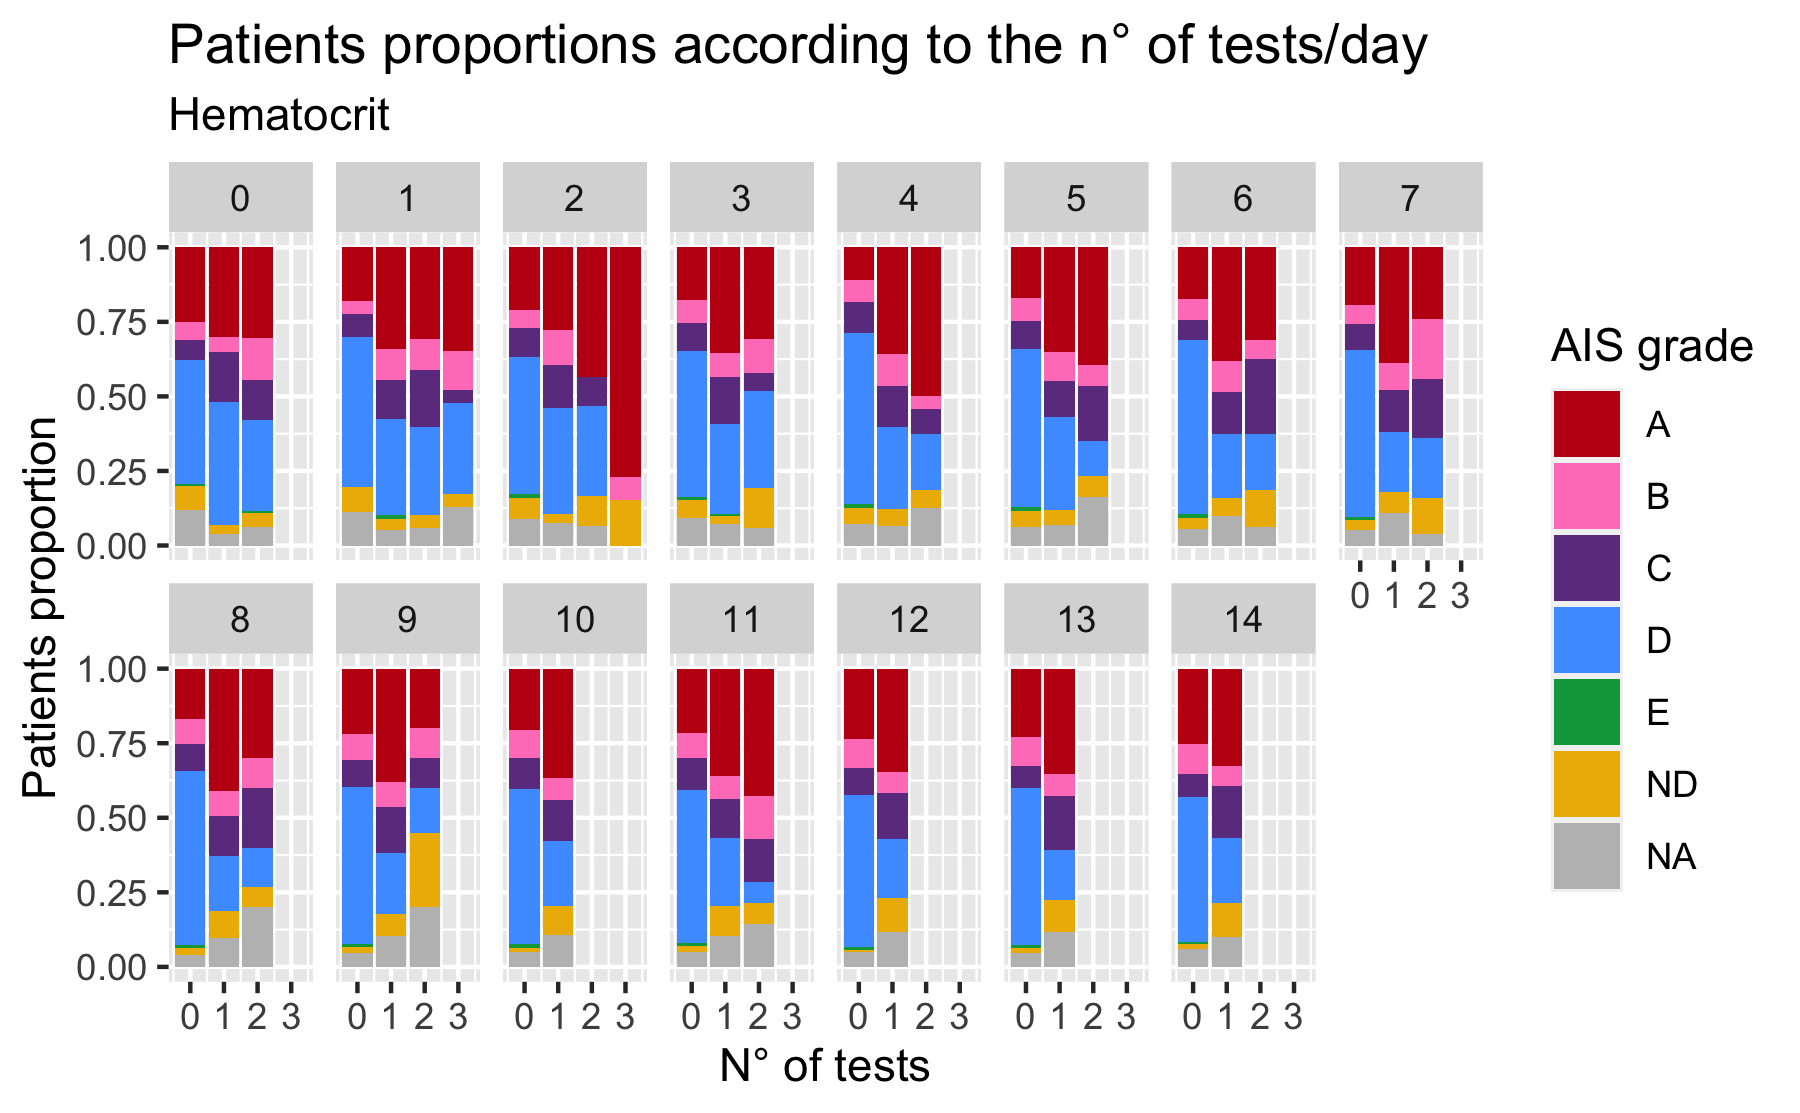 Patients proportions according to the n° of tests/day
Hematocrit
0 1 2 3 4 5 6 7
1.00
0.75
0.50
0.25
0.00
0 1 2 3
8 9 10 11 12 13 14
1.00
0.75
0.50
0.25
0.00
0 1 2 3 0 1 2 3 0 1 2 3 0 1 2 3 0 1 2 3 0 1 2 3 0 1 2 3
N° of tests
Patients proportion
AIS grade
A
B
C
D
E
ND
NA